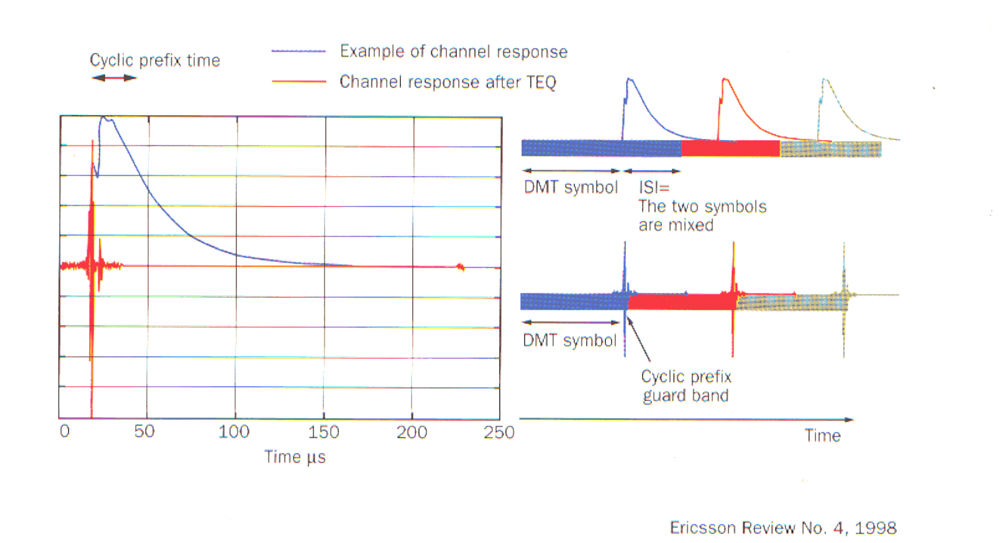 Cyclic prefix time
Example of channel response
Channel response after TEQ
0 50 100 150 200 250
Time μs
DMT symbol
ISI=
The two symbols
are mixed
DMT symbol
Cyclic prefix
guard band
Time
Ericsson Review No. 4, 1998